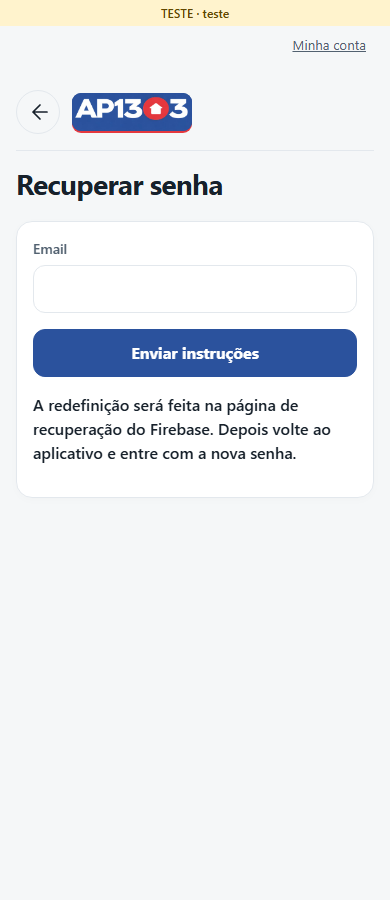 TESTE · teste
Minha conta
AP1303
Recuperar senha
Email
Enviar instruções
A redefinição será feita na página de
recuperação do Firebase. Depois volte ao
aplicativo e entre com a nova senha.